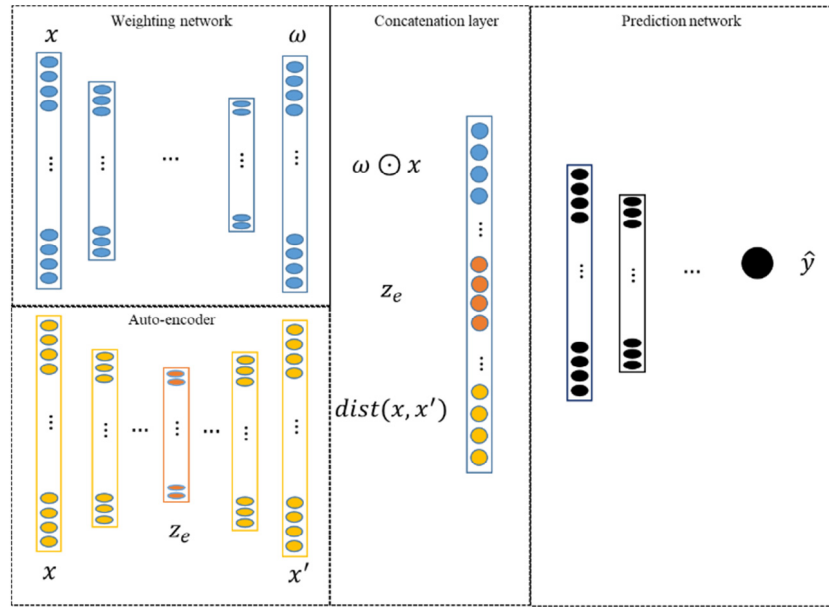 Weighting network
x
ω
...
...
...
...
...
Auto-encoder
...
...
...
...
...
...
...
z_e
x
x'
Concatenation layer
ω ⊙ x
...
z_e
...
dist(x, x')
Prediction network
...
...
...
ŷ